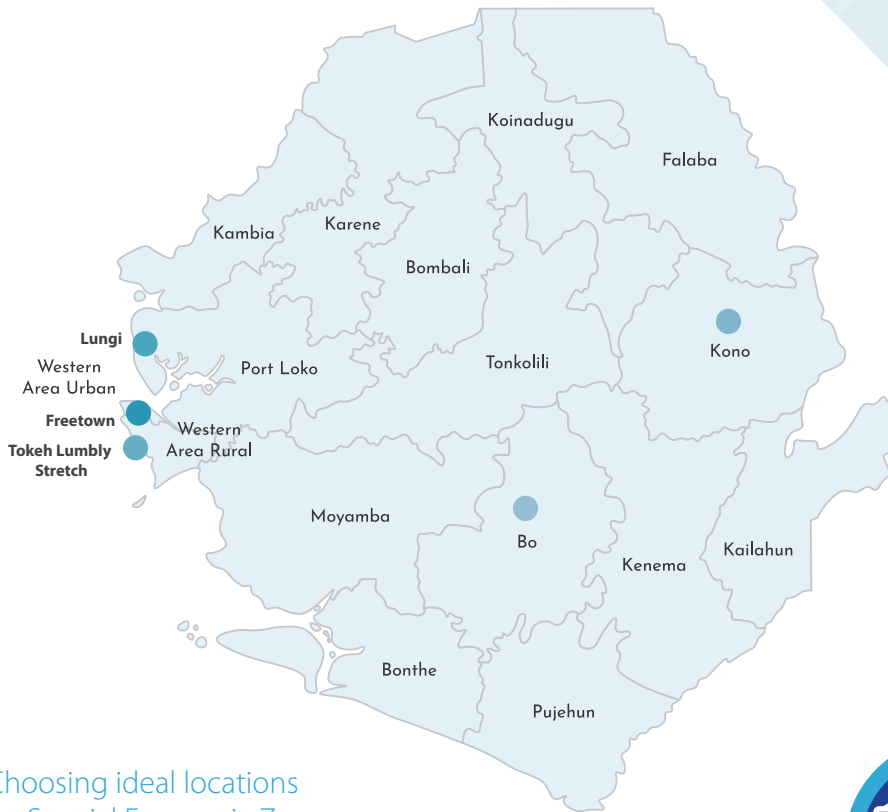 Koinadugu
Falaba
Karene
Kambia
Bombali
Lungi
Kono
Western
Area Urban
Port Loko
Tonkolili
Freetown
Western
Area Rural
Tokeh Lumbly
Stretch
Moyamba
Bo
Kailahun
Kenema
Bonthe
Pujehun
Choosing ideal locations